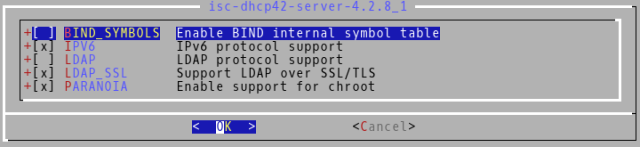 isc-dhcp42-server-4.2.8_1
+[ ] BIND_SYMBOLS Enable BIND internal symbol table
+[x] IPV6 IPv6 protocol support
+[ ] LDAP LDAP protocol support
+[x] LDAP_SSL Support LDAP over SSL/TLS
+[x] PARANOIA Enable support for chroot
< OK > <Cancel>